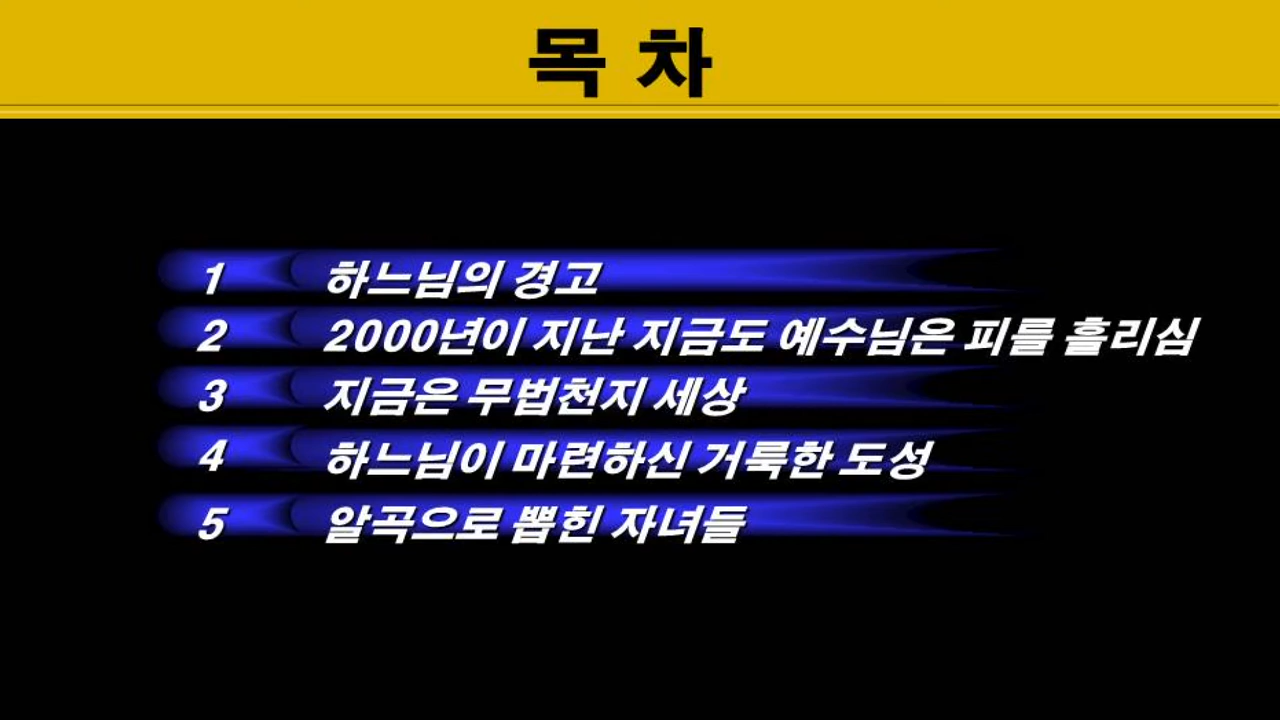 목 차
1 하느님의 경고
2 2000년이 지난 지금도 예수님은 피를 흘리심
3 지금은 무법천지 세상
4 하느님이 마련하신 거룩한 도성
5 알곡으로 뽑힌 자녀들